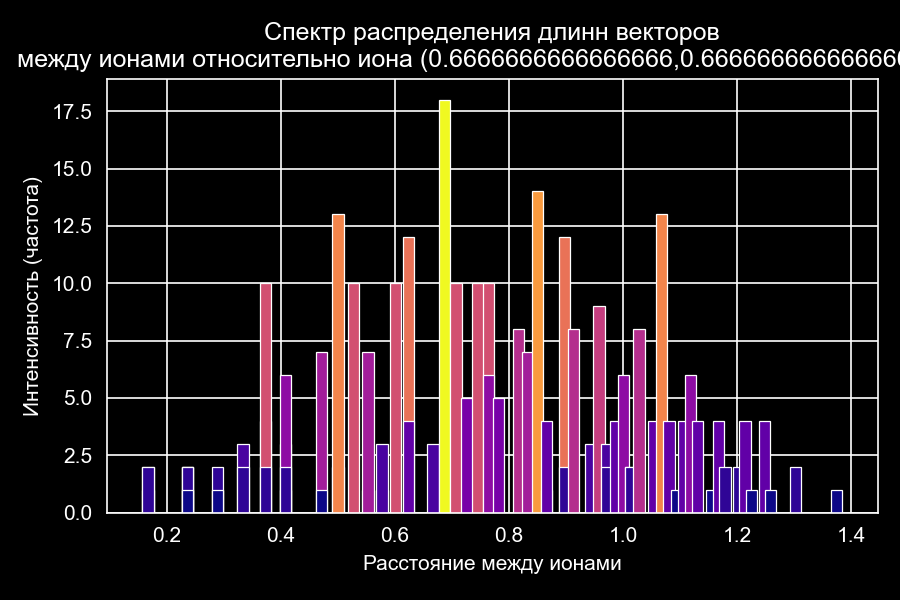 Спектр распределения длинн векторов
между ионами относительно иона (0.6666666666666666,0.666666666666666
17.5
15.0
12.5
10.0
7.5
5.0
2.5
0.0
Интенсивность (частота)
0.2 0.4 0.6 0.8 1.0 1.2 1.4
Расстояние между ионами